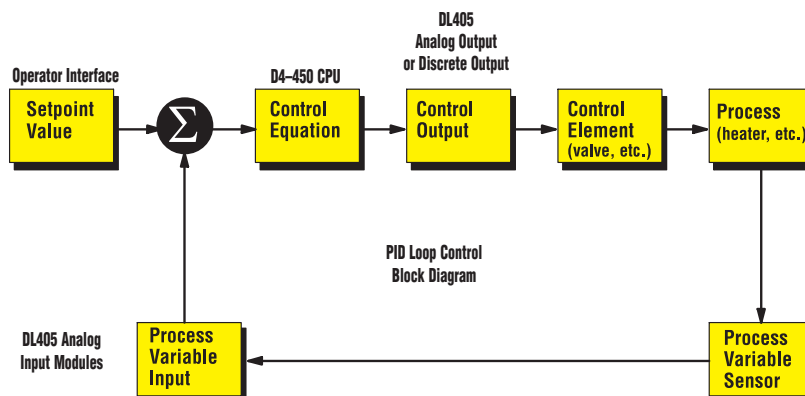 DL405
Analog Output
or Discrete Output
Operator Interface
D4–450 CPU
Setpoint
Value
Σ
Control
Equation
Control
Output
Control
Element
(valve, etc.)
Process
(heater, etc.)
PID Loop Control
Block Diagram
DL405 Analog
Input Modules
Process
Variable
Input
Process
Variable
Sensor